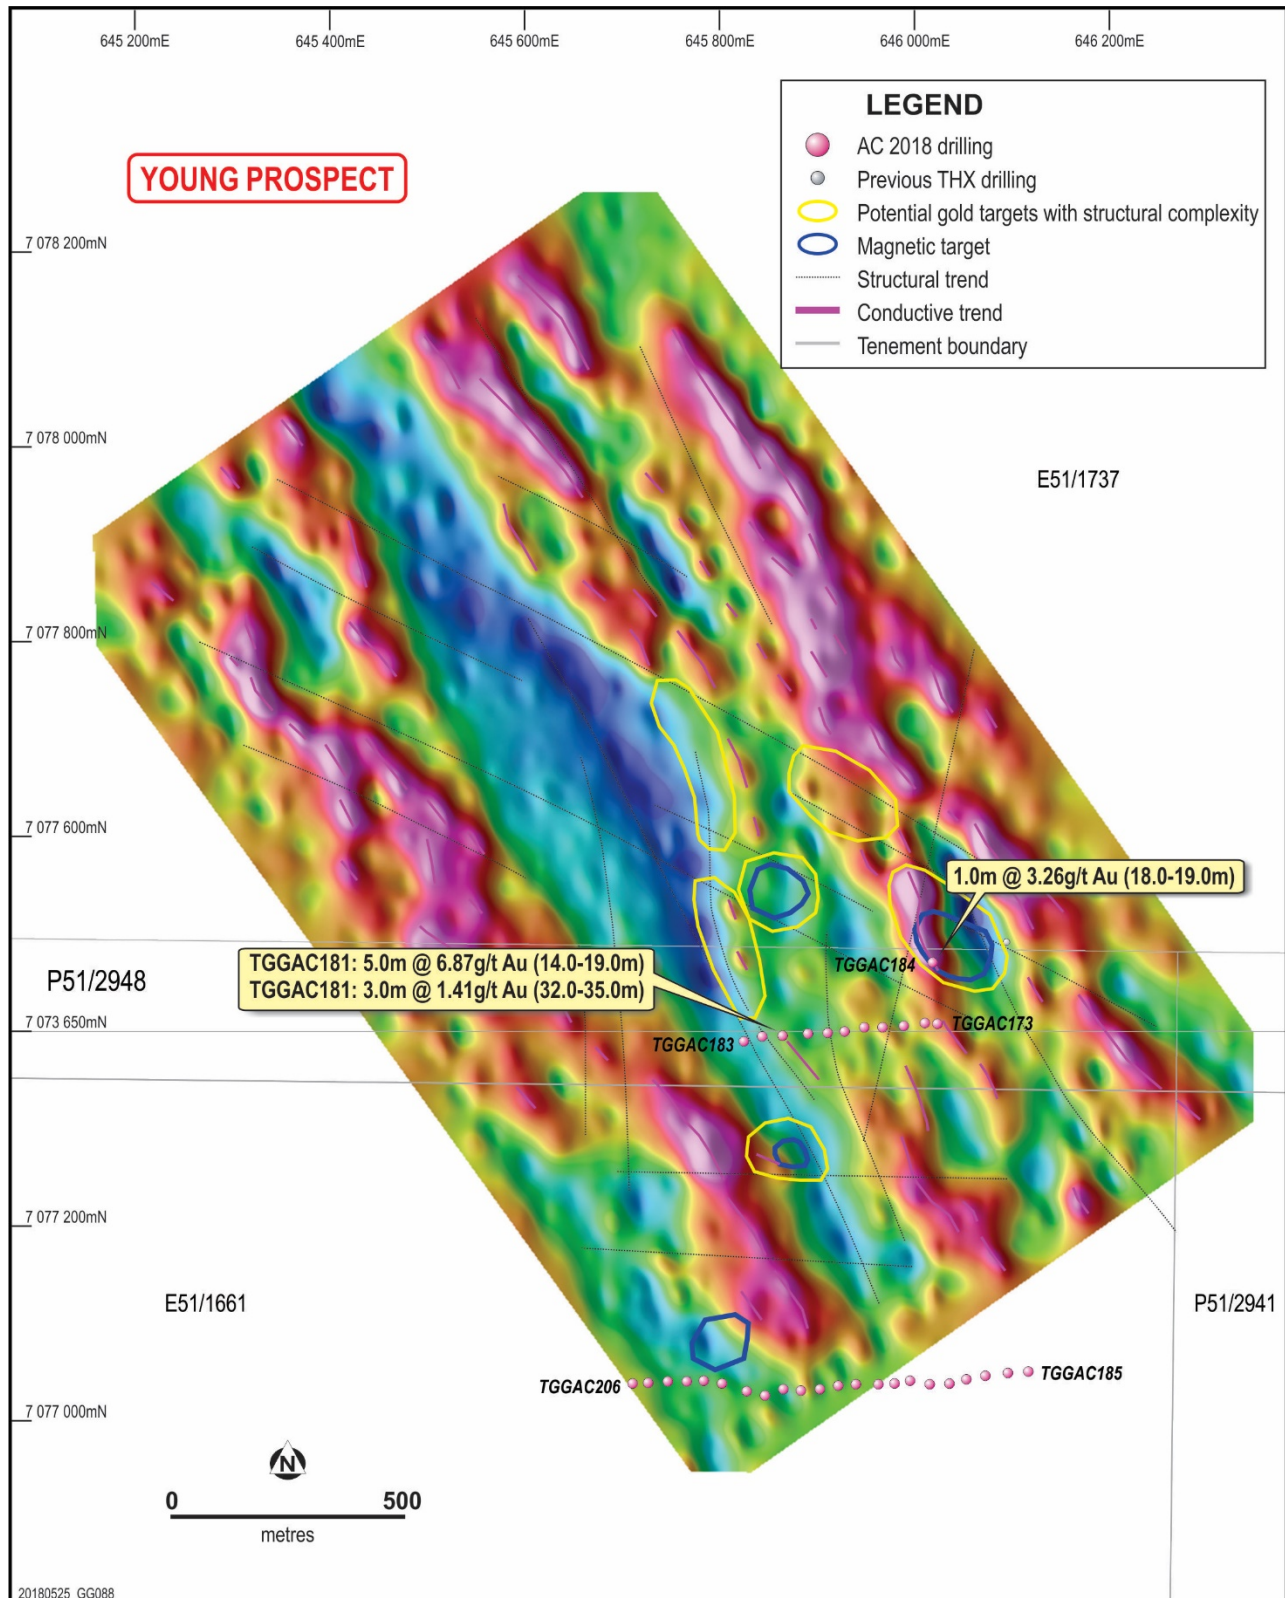 645 200mE 645 400mE 645 600mE 645 800mE 646 000mE 646 200mE
LEGEND
AC 2018 drilling
Previous THX drilling
Potential gold targets with structural complexity
Magnetic target
Structural trend
Conductive trend
Tenement boundary
YOUNG PROSPECT
7 078 200mN
7 078 000mN
E51/1737
7 077 800mN
7 077 600mN
1.0m @ 3.26g/t Au (18.0-19.0m)
TGGAC181: 5.0m @ 6.87g/t Au (14.0-19.0m)
TGGAC181: 3.0m @ 1.41g/t Au (32.0-35.0m)
TGGAC184
P51/2948
7 073 650mN
TGGAC183
TGGAC173
7 077 200mN
E51/1661
P51/2941
TGGAC206
TGGAC185
7 077 000mN
N
0 500
metres
20180525_GG088